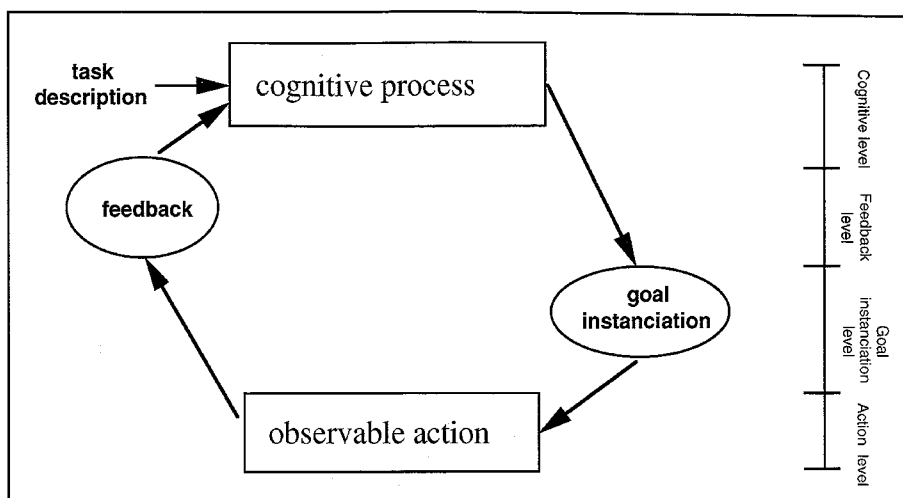 task
description
cognitive process
feedback
goal
instanciation
observable action
Cognitive level
Feedback
level
Goal
instanciation
level
Action level